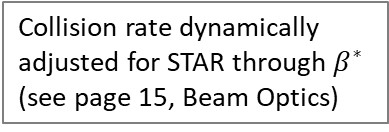 Collision rate dynamically
adjusted for STAR through β*
(see page 15, Beam Optics)